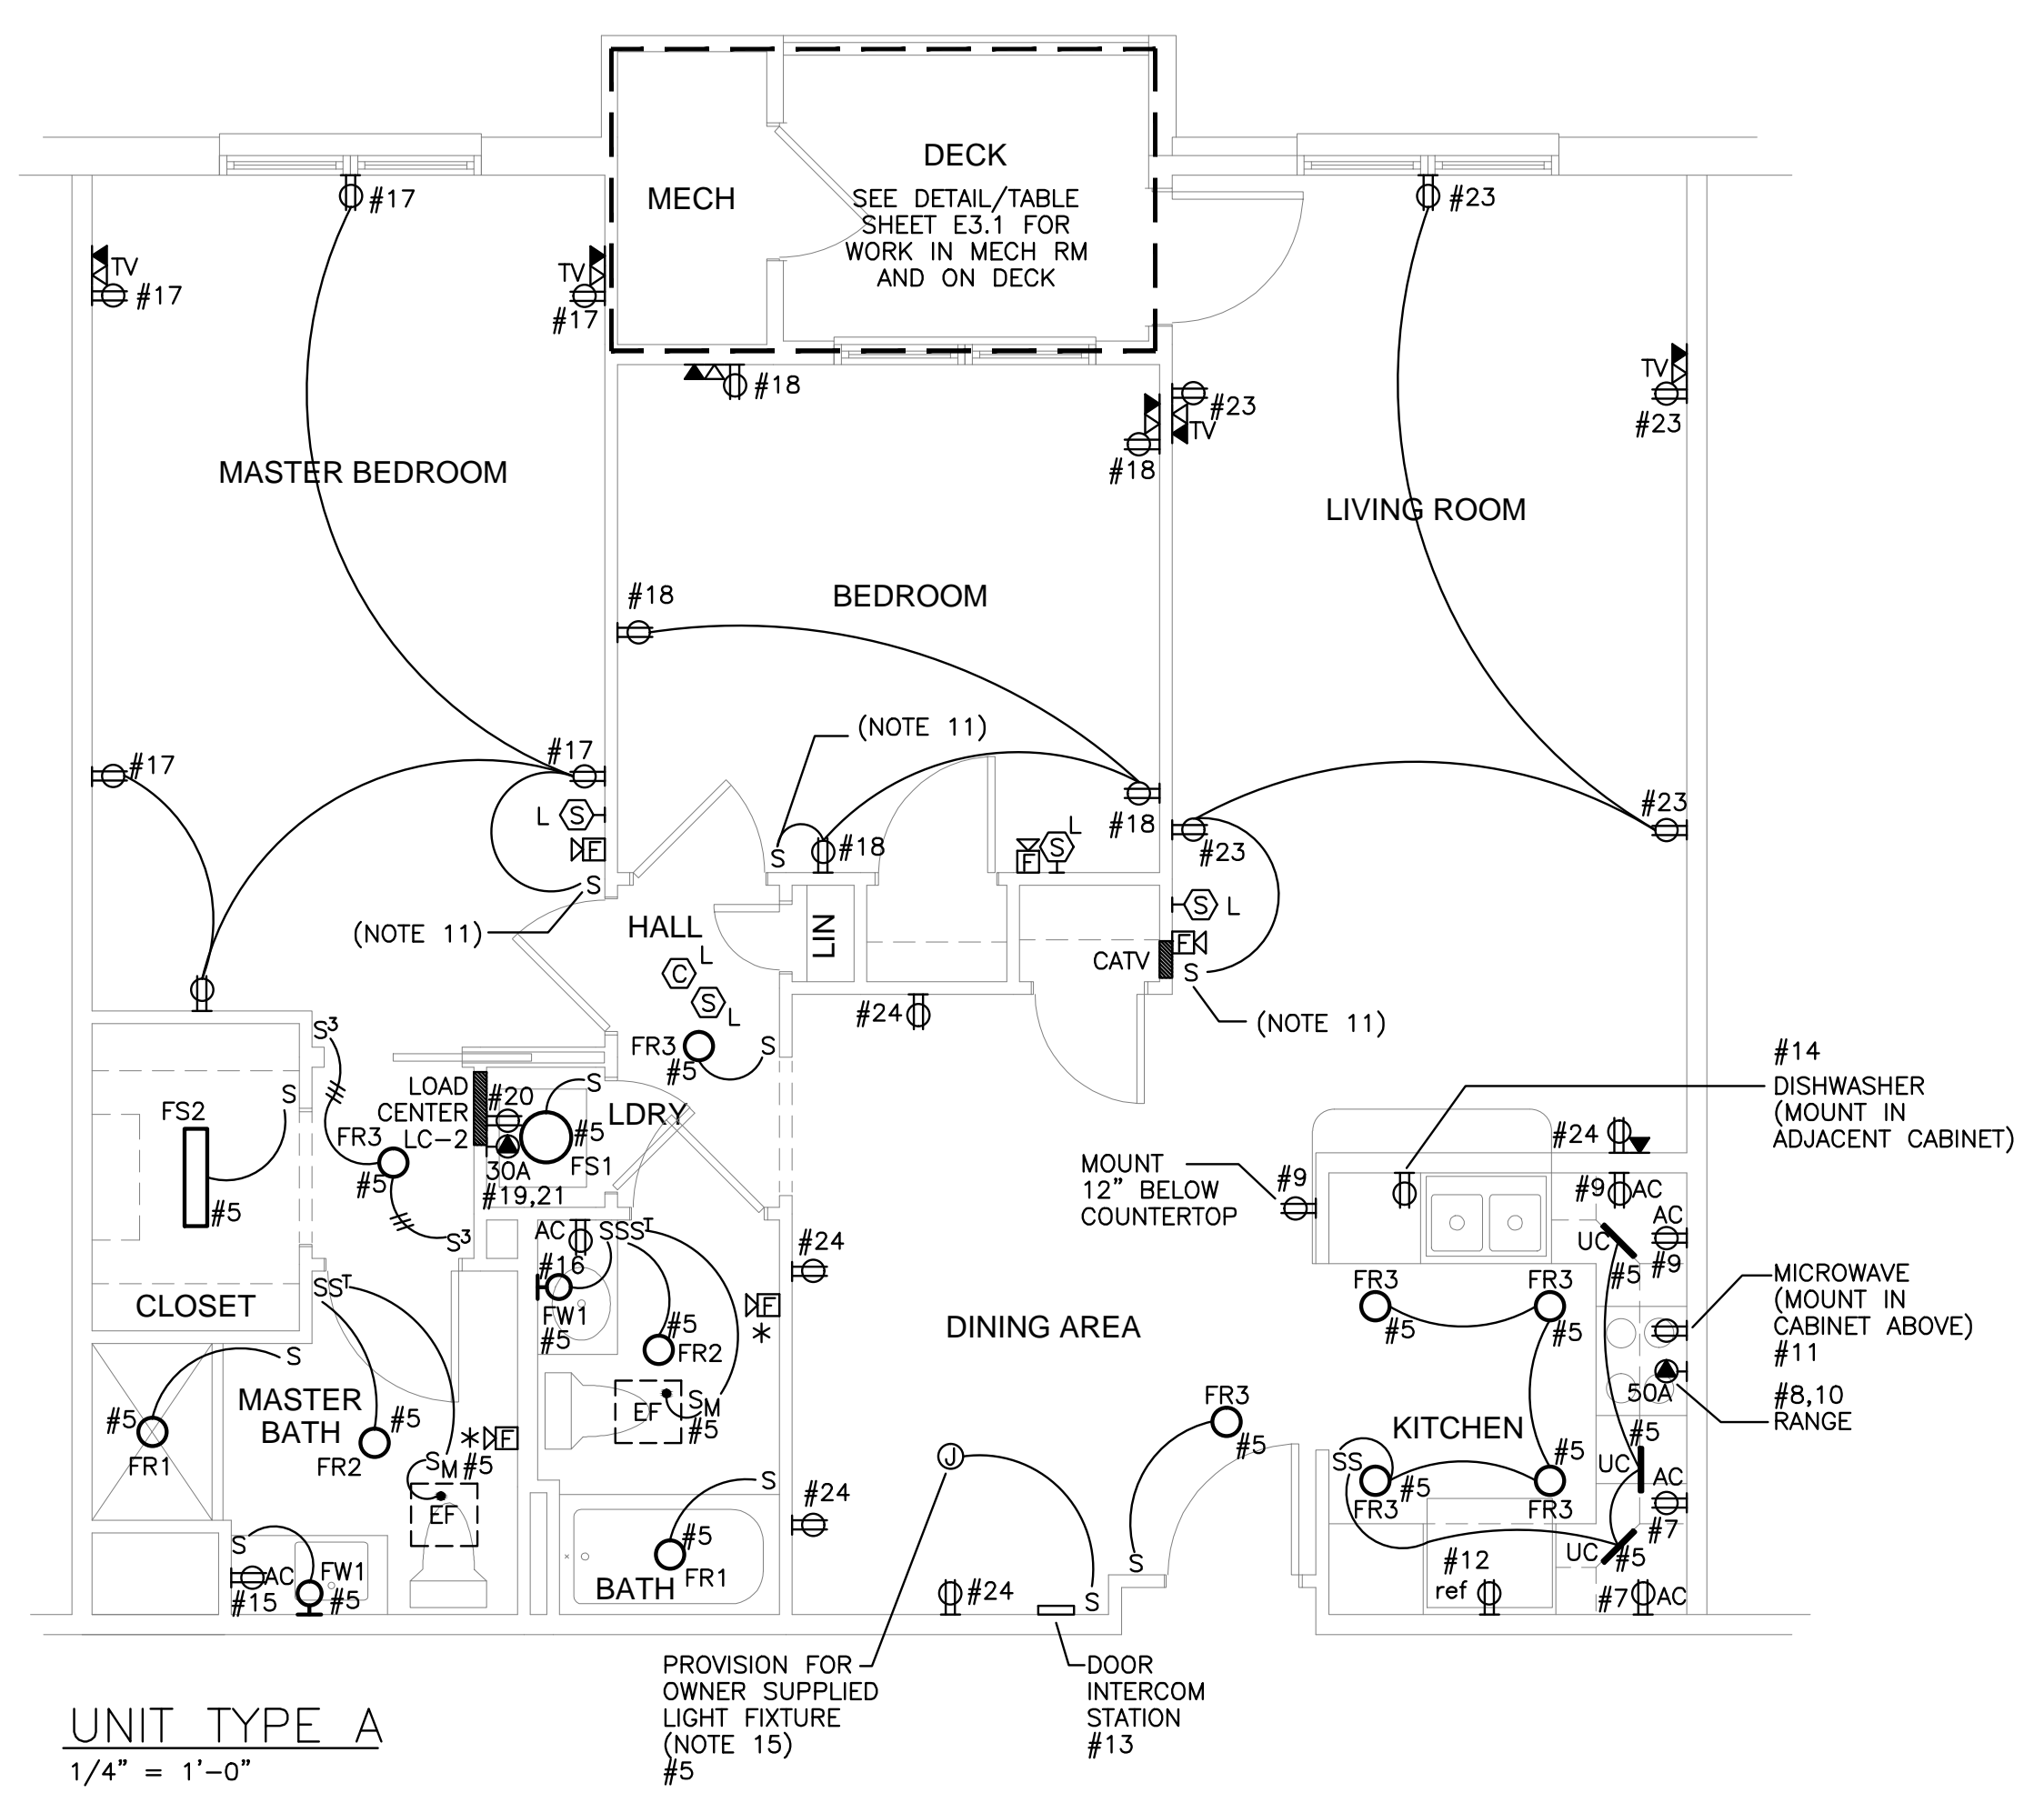 DECK
MECH
SEE DETAIL/TABLE
SHEET E3.1 FOR
WORK IN MECH RM
AND ON DECK
#17
#23
TV
#17
TV
#17
#18
TV
#23
#23
TV
#18
MASTER BEDROOM
LIVING ROOM
#18
BEDROOM
(NOTE 11)
#17
#17
L
S
F
S
(NOTE 11)
S
#18
L
S
F
#18
#23
#23
S
L
F
CATV
S
(NOTE 11)
HALL
LIN
L
C
S
L
FR3
#5
S
#24
S3
S
FS2
#5
FR3
#5
S3
LOAD
CENTER
LC-2
#20
S
LDRY
#5
FS1
30A
#19,21
#14
DISHWASHER
(MOUNT IN
ADJACENT CABINET)
#24
MOUNT
12" BELOW
COUNTERTOP
#9
#9
AC
AC
UC
#5
#9
CLOSET
SST
AC
SSST
#16
FW1
#5
#5
FR2
#24
F
*
DINING AREA
FR3
#5
FR3
#5
MICROWAVE
(MOUNT IN
CABINET ABOVE)
#11
50A
#8,10
RANGE
S
MASTER
BATH
#5
FR1
#5
FR2
* F
SM
#5
EF
EF
SM
#5
FR3
#5
KITCHEN
SS
#5
FR3
#5
FR3
#5
UC
AC
#7
J
S
#24
S
AC
#15
FW1
#5
#5
FR1
BATH
#24
S
S
#12
ref
UC
#5
#7
AC
PROVISION FOR
OWNER SUPPLIED
LIGHT FIXTURE
(NOTE 15)
#5
DOOR
INTERCOM
STATION
#13
UNIT TYPE A
1/4" = 1'-0"